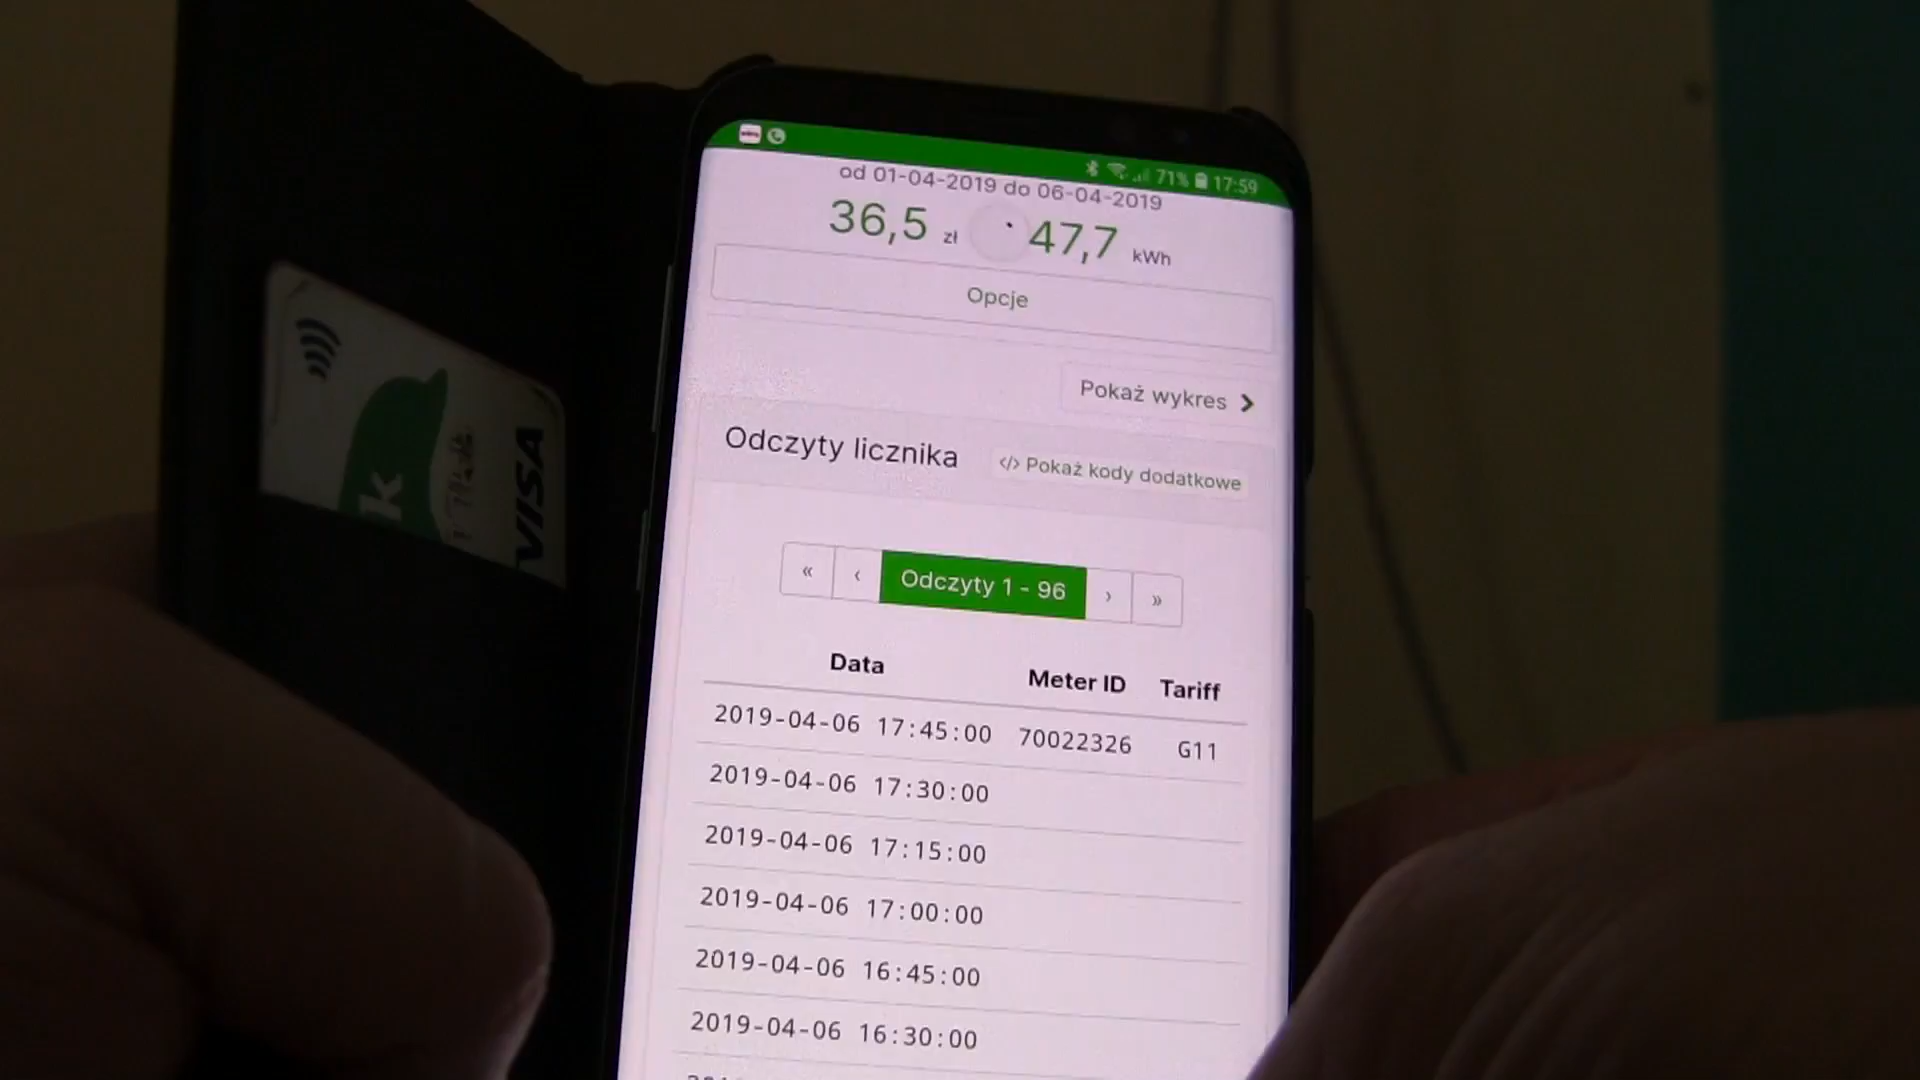 71% 17:59
od 01-04-2019 do 06-04-2019
36,5 zł 47,7 kWh
Opcje
Pokaż wykres
Odczyty licznika
</> Pokaż kody dodatkowe
« ‹ Odczyty 1 - 96 › »
Data Meter ID Tariff
2019-04-06 17:45:00 70022326 G11
2019-04-06 17:30:00
2019-04-06 17:15:00
2019-04-06 17:00:00
2019-04-06 16:45:00
2019-04-06 16:30:00
k
VISA